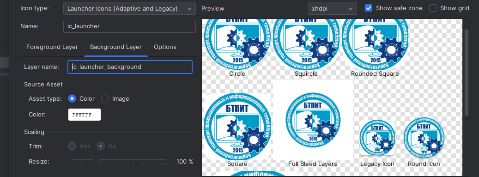 Icon type:
Launcher Icons (Adaptive and Legacy)
Preview
xhdpi
Show safe zone
Show grid
Name:
ic_launcher
Foreground Layer
Background Layer
Options
Layer name:
ic_launcher_background
Source Asset
Asset type:
Color
Image
Color:
FFFFFF
Scaling
Trim:
Yes
No
Resize:
100 %
2015
2015
2015
Circle
Squircle
Rounded Square
БТПИТ
2015
БТПИТ
2015
БТПИТ
2015
БТПИТ
2015
Square
Full Bleed Layers
Legacy Icon
Round Icon